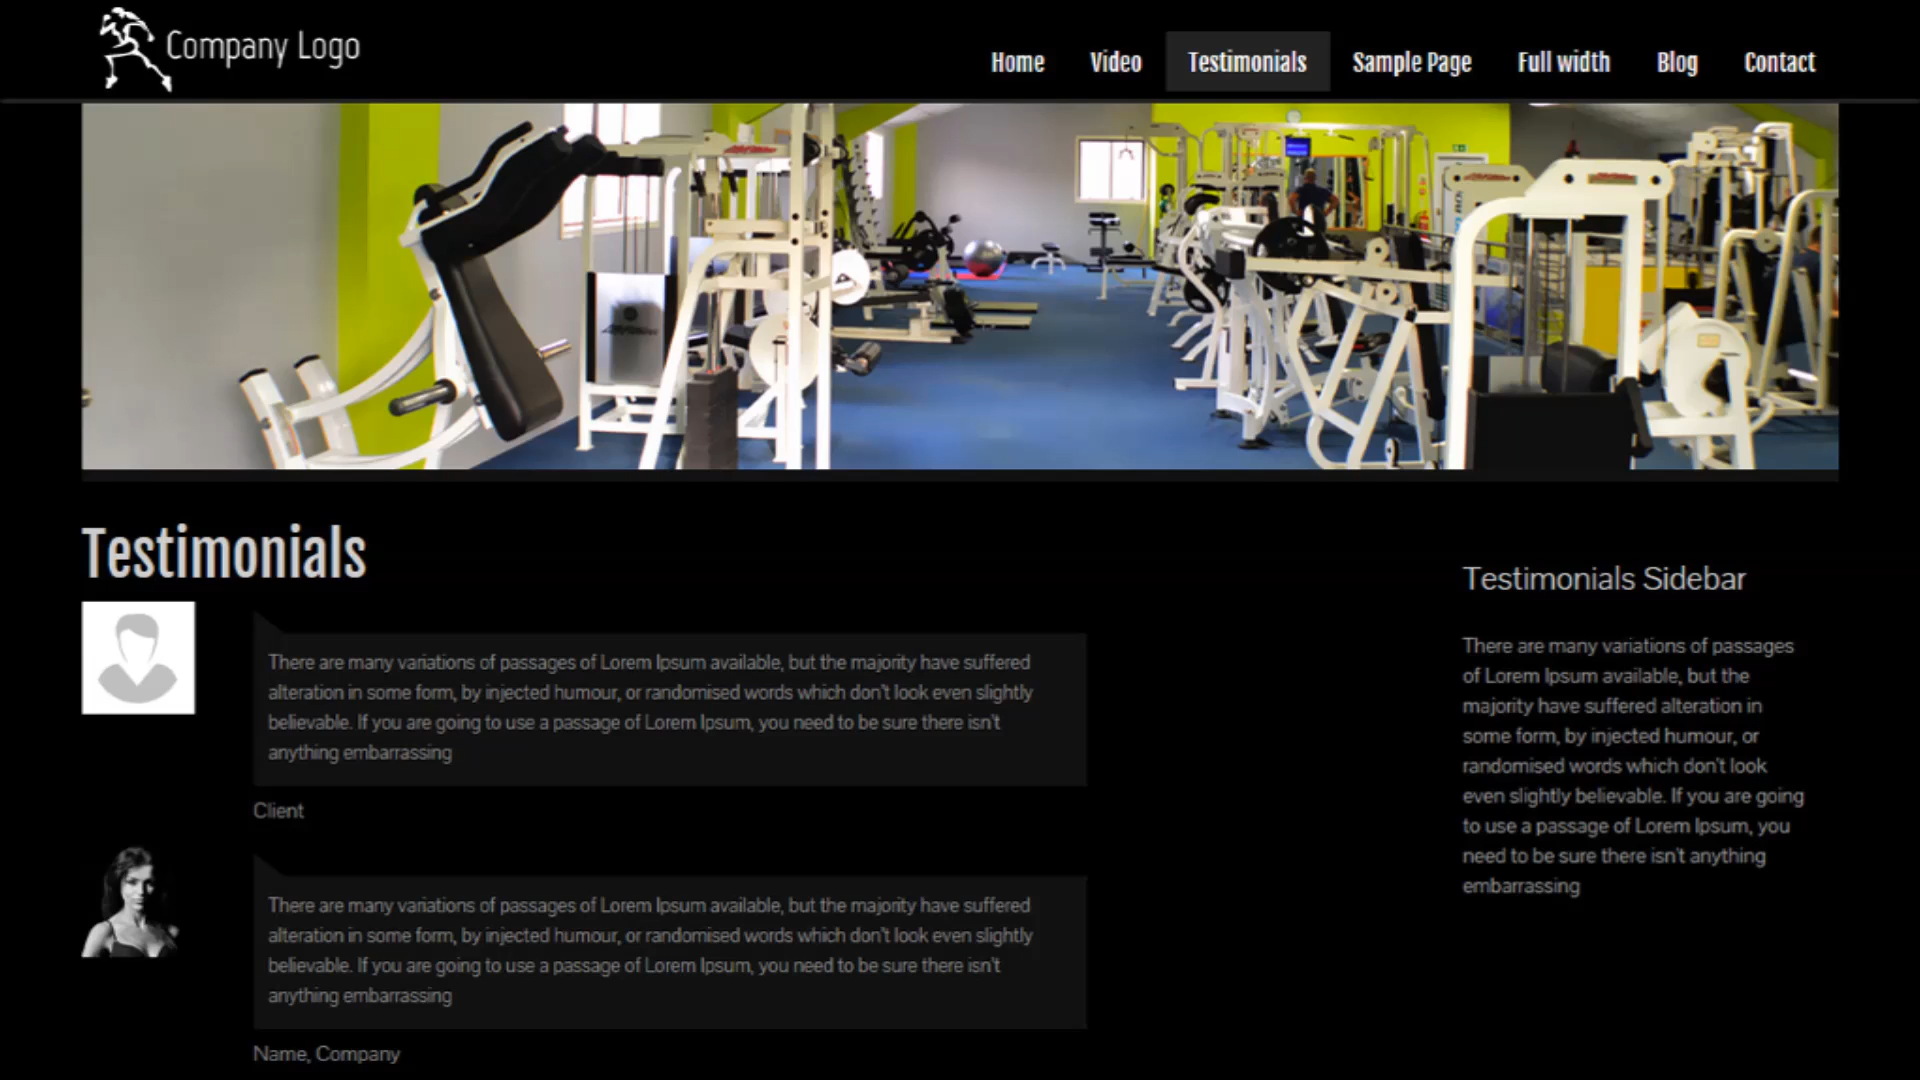 Company Logo
Home Video Testimonials Sample Page Full width Blog Contact
Testimonials
There are many variations of passages of Lorem Ipsum available, but the majority have suffered
alteration in some form, by injected humour, or randomised words which don't look even slightly
believable. If you are going to use a passage of Lorem Ipsum, you need to be sure there isn't
anything embarrassing
Client
There are many variations of passages of Lorem Ipsum available, but the majority have suffered
alteration in some form, by injected humour, or randomised words which don't look even slightly
believable. If you are going to use a passage of Lorem Ipsum, you need to be sure there isn't
anything embarrassing
Name, Company
Testimonials Sidebar
There are many variations of passages
of Lorem Ipsum available, but the
majority have suffered alteration in
some form, by injected humour, or
randomised words which don't look
even slightly believable. If you are going
to use a passage of Lorem Ipsum, you
need to be sure there isn't anything
embarrassing